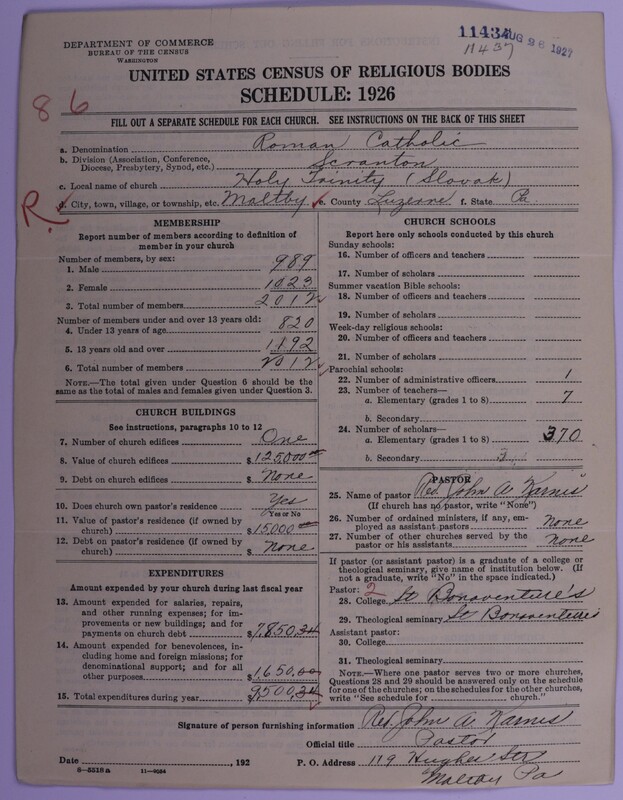 DEPARTMENT OF COMMERCE
BUREAU OF THE CENSUS
WASHINGTON
11434 AUG 26 1927
11437
UNITED STATES CENSUS OF RELIGIOUS BODIES
SCHEDULE: 1926
86
FILL OUT A SEPARATE SCHEDULE FOR EACH CHURCH. SEE INSTRUCTIONS ON THE BACK OF THIS SHEET
a. Denomination Roman Catholic
b. Division (Association, Conference, Diocese, Presbytery, Synod, etc.) Scranton
c. Local name of church Holy Trinity (Slovak)
R. d. City, town, village, or township, etc. Maltby e. County Luzerne f. State Pa.
MEMBERSHIP
Report number of members according to definition of
member in your church
Number of members, by sex:
1. Male 989
2. Female 1023
3. Total number of members 2012
Number of members under and over 13 years old:
4. Under 13 years of age 820
5. 13 years old and over 1192
6. Total number of members 2012
NOTE.—The total given under Question 6 should be
same as the total of males and females given under Question 3.
CHURCH BUILDINGS
See instructions, paragraphs 10 to 12
7. Number of church edifices One
8. Value of church edifices $125000.00
9. Debt on church edifices $ None
10. Does church own pastor's residence Yes
Yes or No
11. Value of pastor's residence (if owned by
church) $15000.00
12. Debt on pastor's residence (if owned by
church) $ None
EXPENDITURES
Amount expended by your church during last fiscal year
13. Amount expended for salaries, repairs,
and other running expenses; for im-
provements or new buildings; and for
payments on church debt $7,850.34
14. Amount expended for benevolences, in-
cluding home and foreign missions; for
denominational support; and for all
other purposes $1,650.00
15. Total expenditures during year $9500.34
CHURCH SCHOOLS
Report here only schools conducted by this church
Sunday schools:
16. Number of officers and teachers
17. Number of scholars
Summer vacation Bible schools:
18. Number of officers and teachers
19. Number of scholars
Week-day religious schools:
20. Number of officers and teachers
21. Number of scholars
Parochial schools:
22. Number of administrative officers 1
23. Number of teachers—
a. Elementary (grades 1 to 8) 7
b. Secondary
24. Number of scholars—
a. Elementary (grades 1 to 8) 370
b. Secondary 3
PASTOR
25. Name of pastor Rev. John A. Karnis
(If church has no pastor, write "None")
26. Number of ordained ministers, if any, em-
ployed as assistant pastors None
27. Number of other churches served by the
pastor or his assistants None
If pastor (or assistant pastor) is a graduate of a college or
theological seminary, give name of institution below. (If
not a graduate, write "No" in the space indicated.)
Pastor: 2
28. College St Bonaventure's
29. Theological seminary St Bonaventure's
Assistant pastor:
30. College
31. Theological seminary
NOTE.—Where one pastor serves two or more churches,
Questions 28 and 29 should be answered only on the schedule
for one of the churches; on the schedules for the other churches,
write "See schedule for church."
Signature of person furnishing information Rev. John A. Karnis
Official title Pastor
Date , 192 P. O. Address 119 Hughes Str
8—5518a 11—9584
Maltby Pa